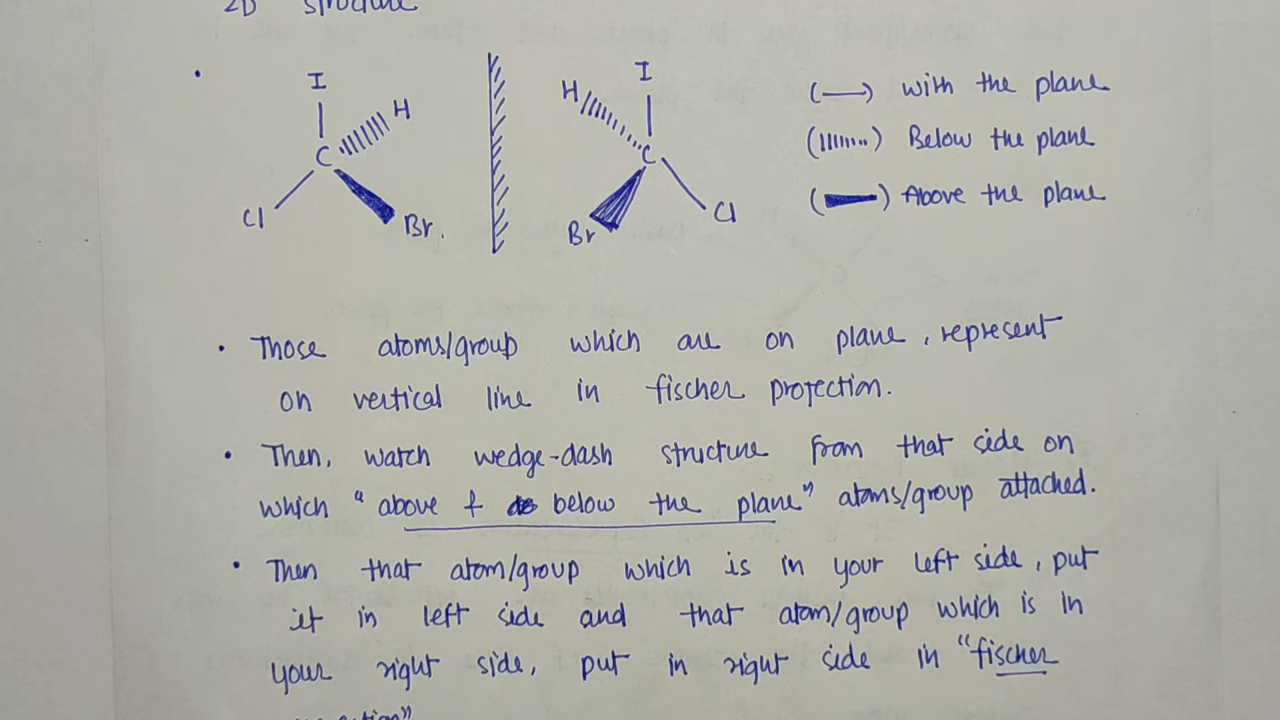 2D structure
I
I
H
H
C
C
Cl
Br.
Br
Cl
(—) with the plane
(ıııııı) Below the plane
(▬) Above the plane
• Those atoms/group which are on plane, represent
on vertical line in fischer projection.
• Then, watch wedge-dash structure from that side on
which "above & below the plane" atoms/group attached.
• Then that atom/group which is in your left side, put
it in left side and that atom/group which is in
your right side, put in right side in "fischer